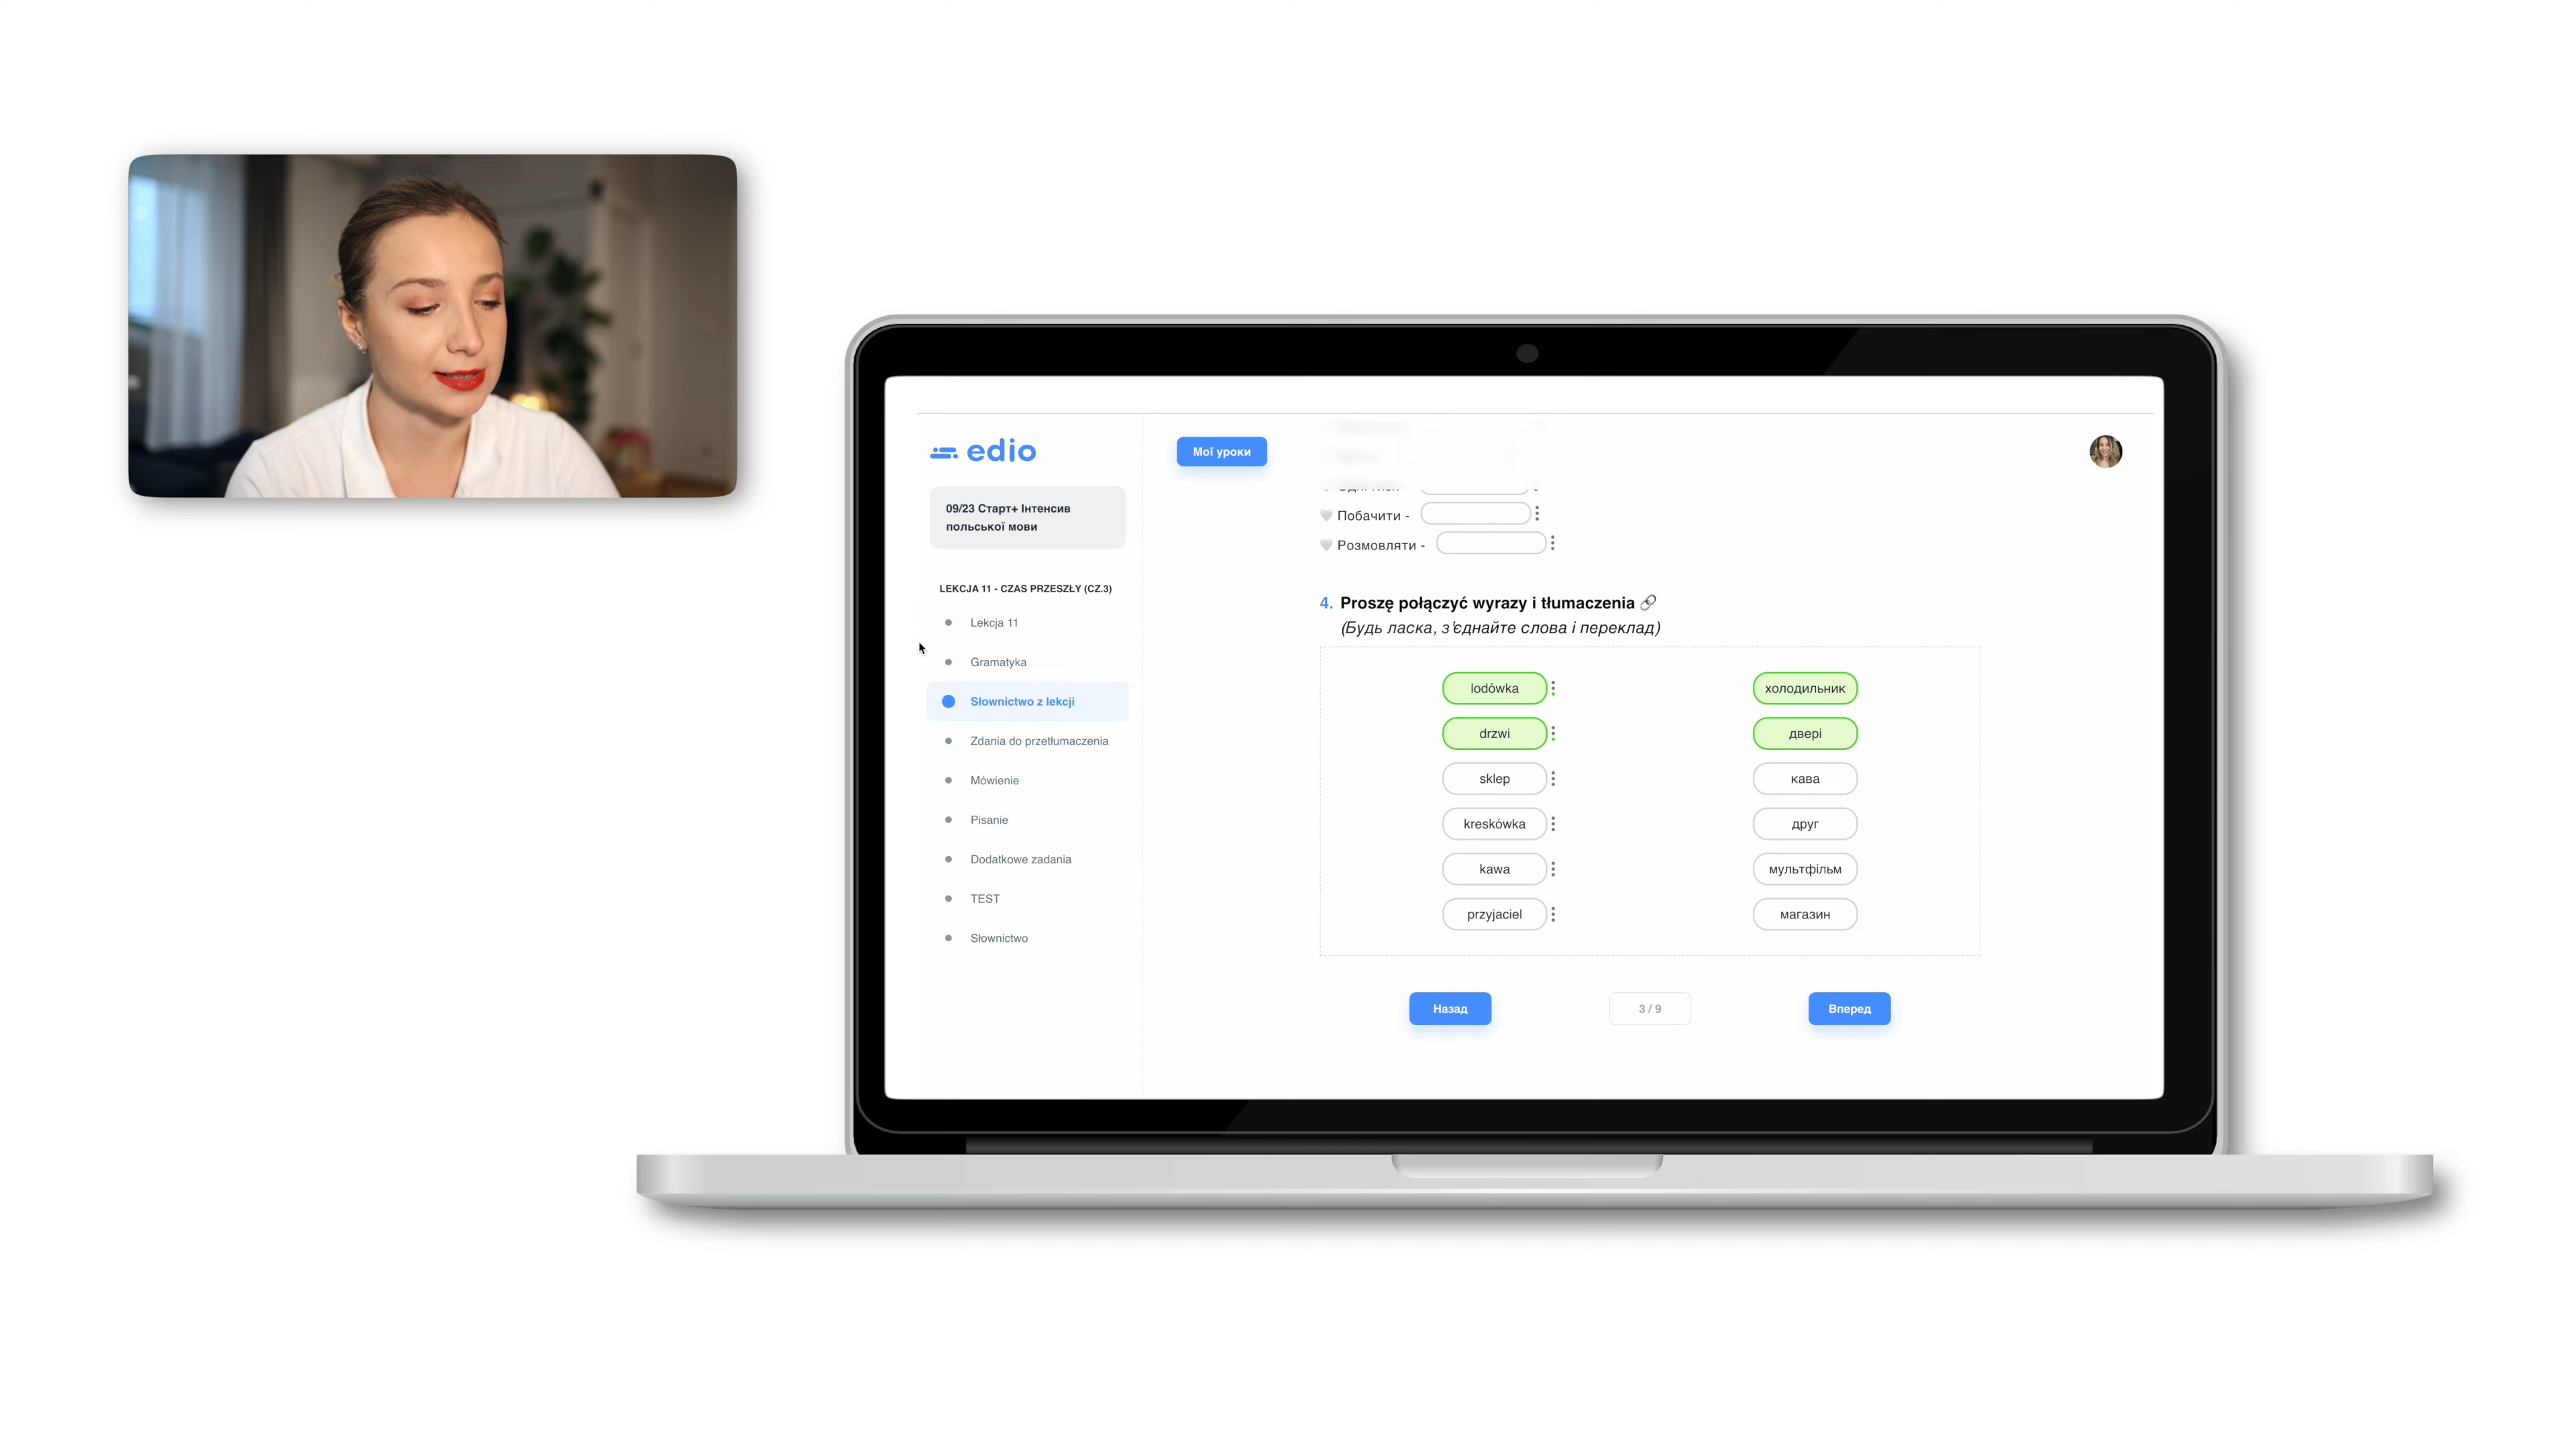 edio
Мої уроки
09/23 Старт+ Інтенсив
польської мови
LEKCJA 11 - CZAS PRZESZŁY (CZ.3)
Lekcja 11
Gramatyka
Słownictwo z lekcji
Zdania do przetłumaczenia
Mówienie
Pisanie
Dodatkowe zadania
TEST
Słownictwo
Побачити -
Розмовляти -
4. Proszę połączyć wyrazy i tłumaczenia
(Будь ласка, з'єднайте слова і переклад)
lodówka холодильник
drzwi двері
sklep кава
kreskówka друг
kawa мультфільм
przyjaciel магазин
Назад 3 / 9 Вперед